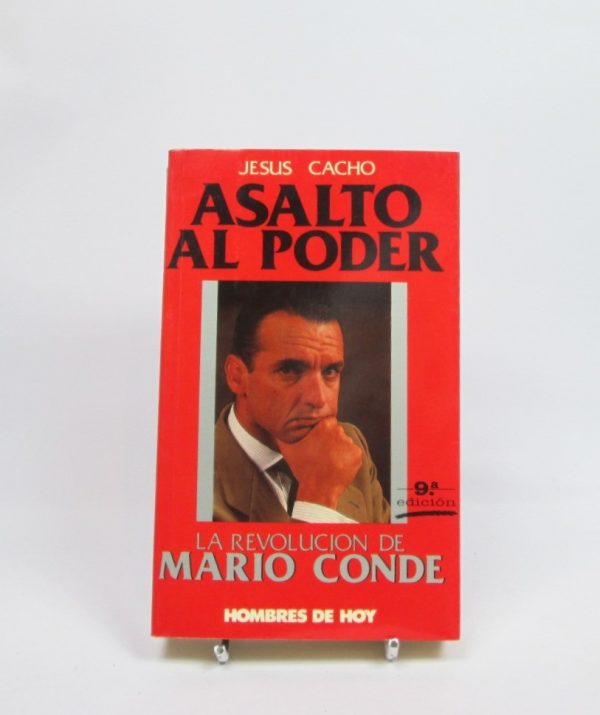 JESUS CACHO
ASALTO
AL PODER
9.ª
edición
LA REVOLUCION DE
MARIO CONDE
HOMBRES DE HOY